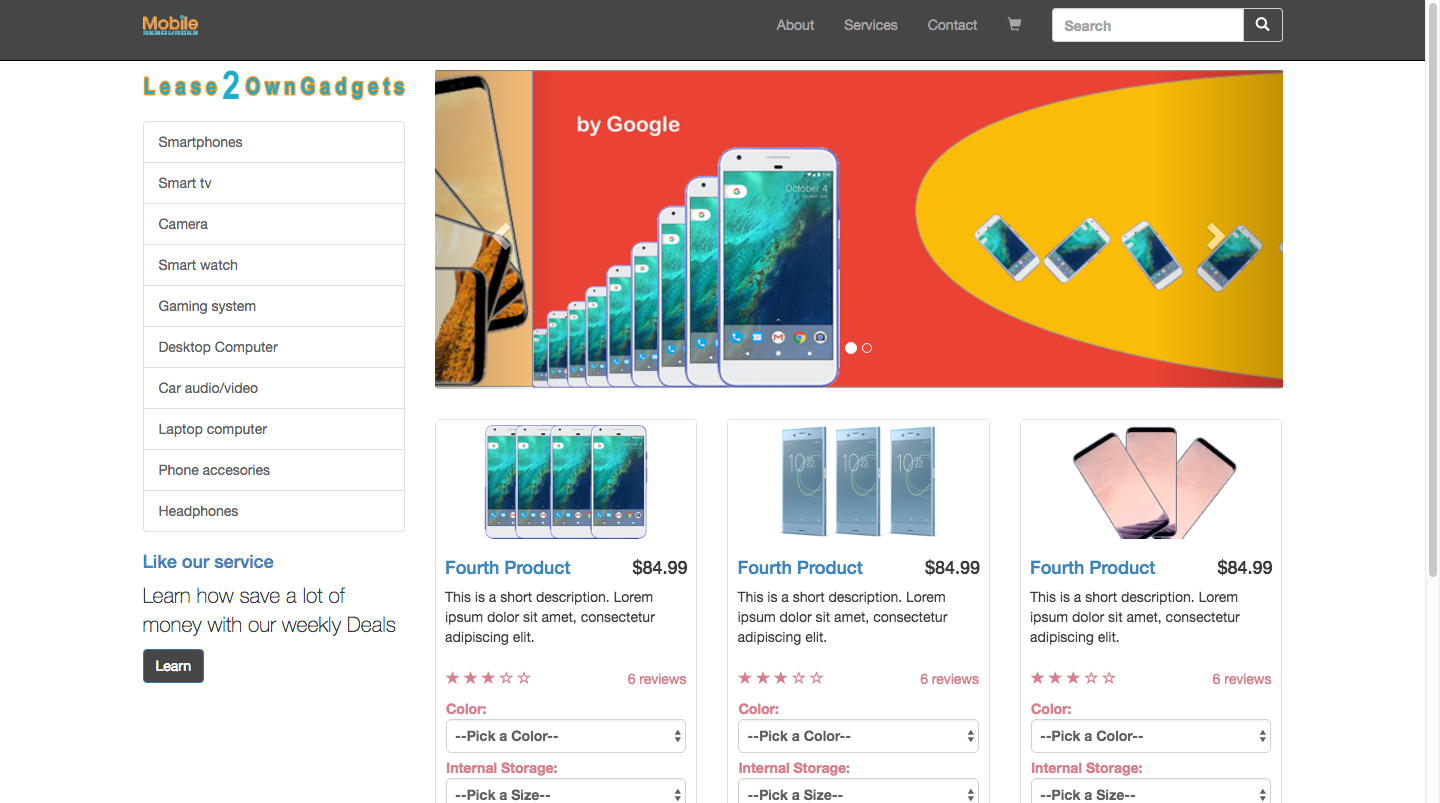 Mobile
RESOURCES
About Services Contact Search
Lease2OwnGadgets
Smartphones
Smart tv
Camera
Smart watch
Gaming system
Desktop Computer
Car audio/video
Laptop computer
Phone accesories
Headphones
Like our service
Learn how save a lot of
money with our weekly Deals
Learn
by Google
October 4
Fourth Product $84.99
This is a short description. Lorem
ipsum dolor sit amet, consectetur
adipiscing elit.
6 reviews
Color:
--Pick a Color--
Internal Storage:
--Pick a Size--
Fourth Product $84.99
This is a short description. Lorem
ipsum dolor sit amet, consectetur
adipiscing elit.
6 reviews
Color:
--Pick a Color--
Internal Storage:
--Pick a Size--
Fourth Product $84.99
This is a short description. Lorem
ipsum dolor sit amet, consectetur
adipiscing elit.
6 reviews
Color:
--Pick a Color--
Internal Storage:
--Pick a Size--